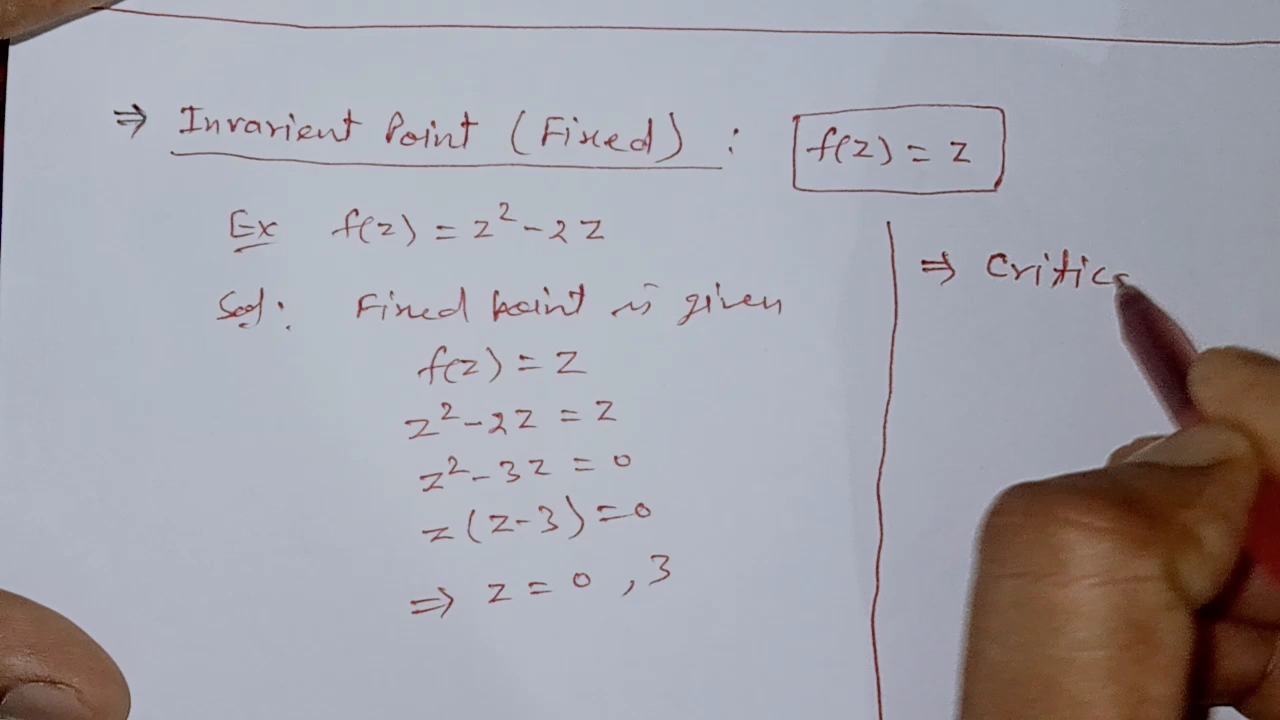 ⇒ Invarient Point (Fixed) : f(z) = z
Ex f(z) = z² - 2z
Sol: Fixed point is given
f(z) = z
z² - 2z = z
z² - 3z = 0
z(z-3) = 0
⇒ z = 0, 3
⇒ Critica